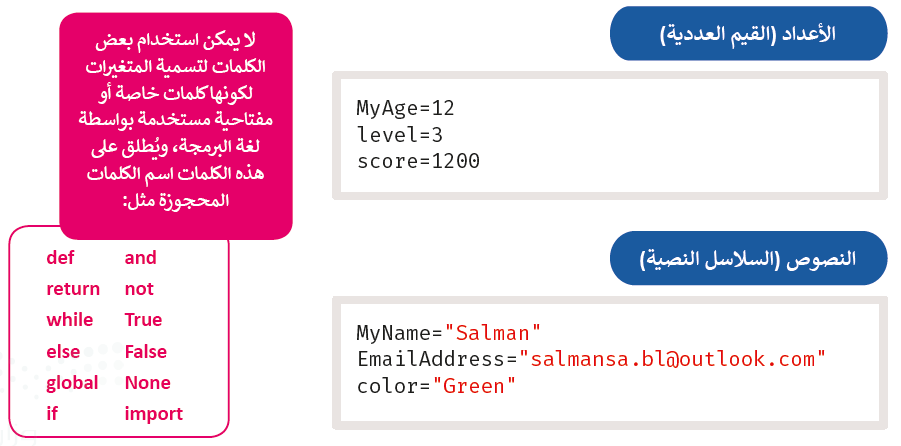 الأعداد (القيم العددية)
MyAge=12
level=3
score=1200
النصوص (السلاسل النصية)
MyName="Salman"
EmailAddress="salmansa.bl@outlook.com"
color="Green"
لا يمكن استخدام بعض
الكلمات لتسمية المتغيرات
لكونها كلمات خاصة أو
مفتاحية مستخدمة بواسطة
لغة البرمجة، ويُطلق على
هذه الكلمات اسم الكلمات
المحجوزة مثل:
def and
return not
while True
else False
global None
if import